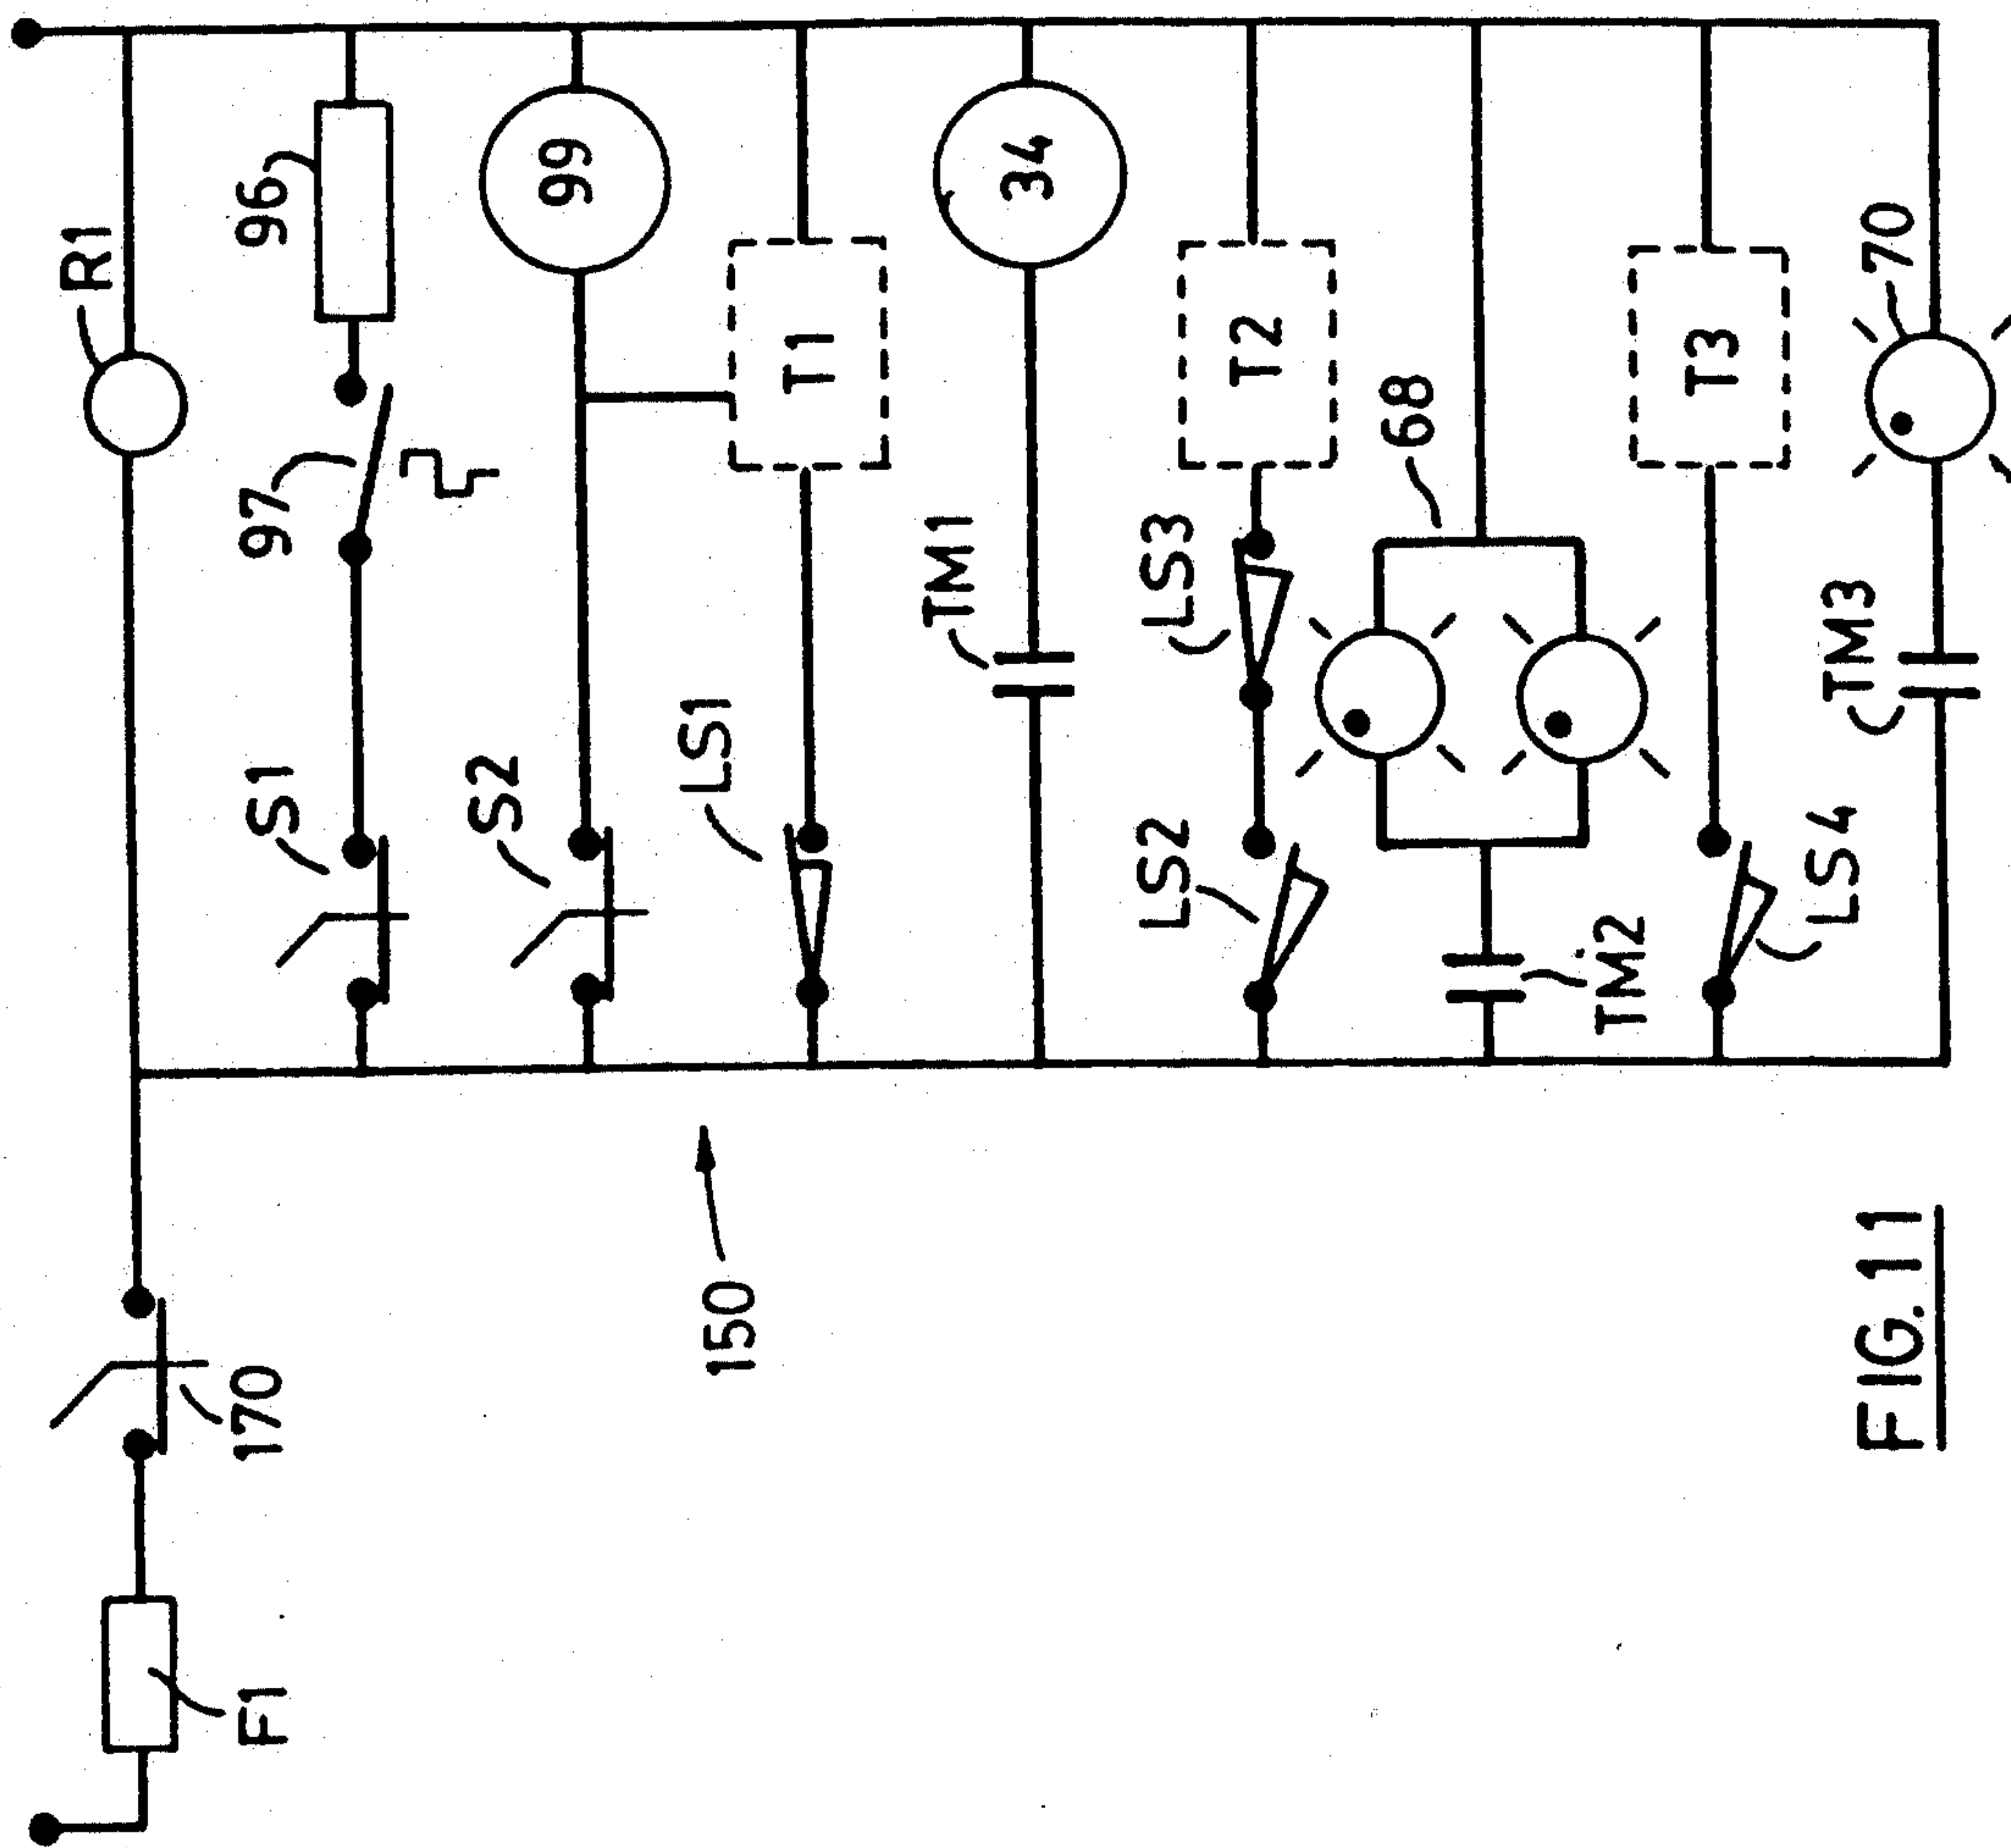 R1
96
97
S1
99
S2
T1
LS1
34
TM1
T2
LS3
LS2
68
TM2
T3
LS4
70
TM3
F1
170
150
FIG. 11